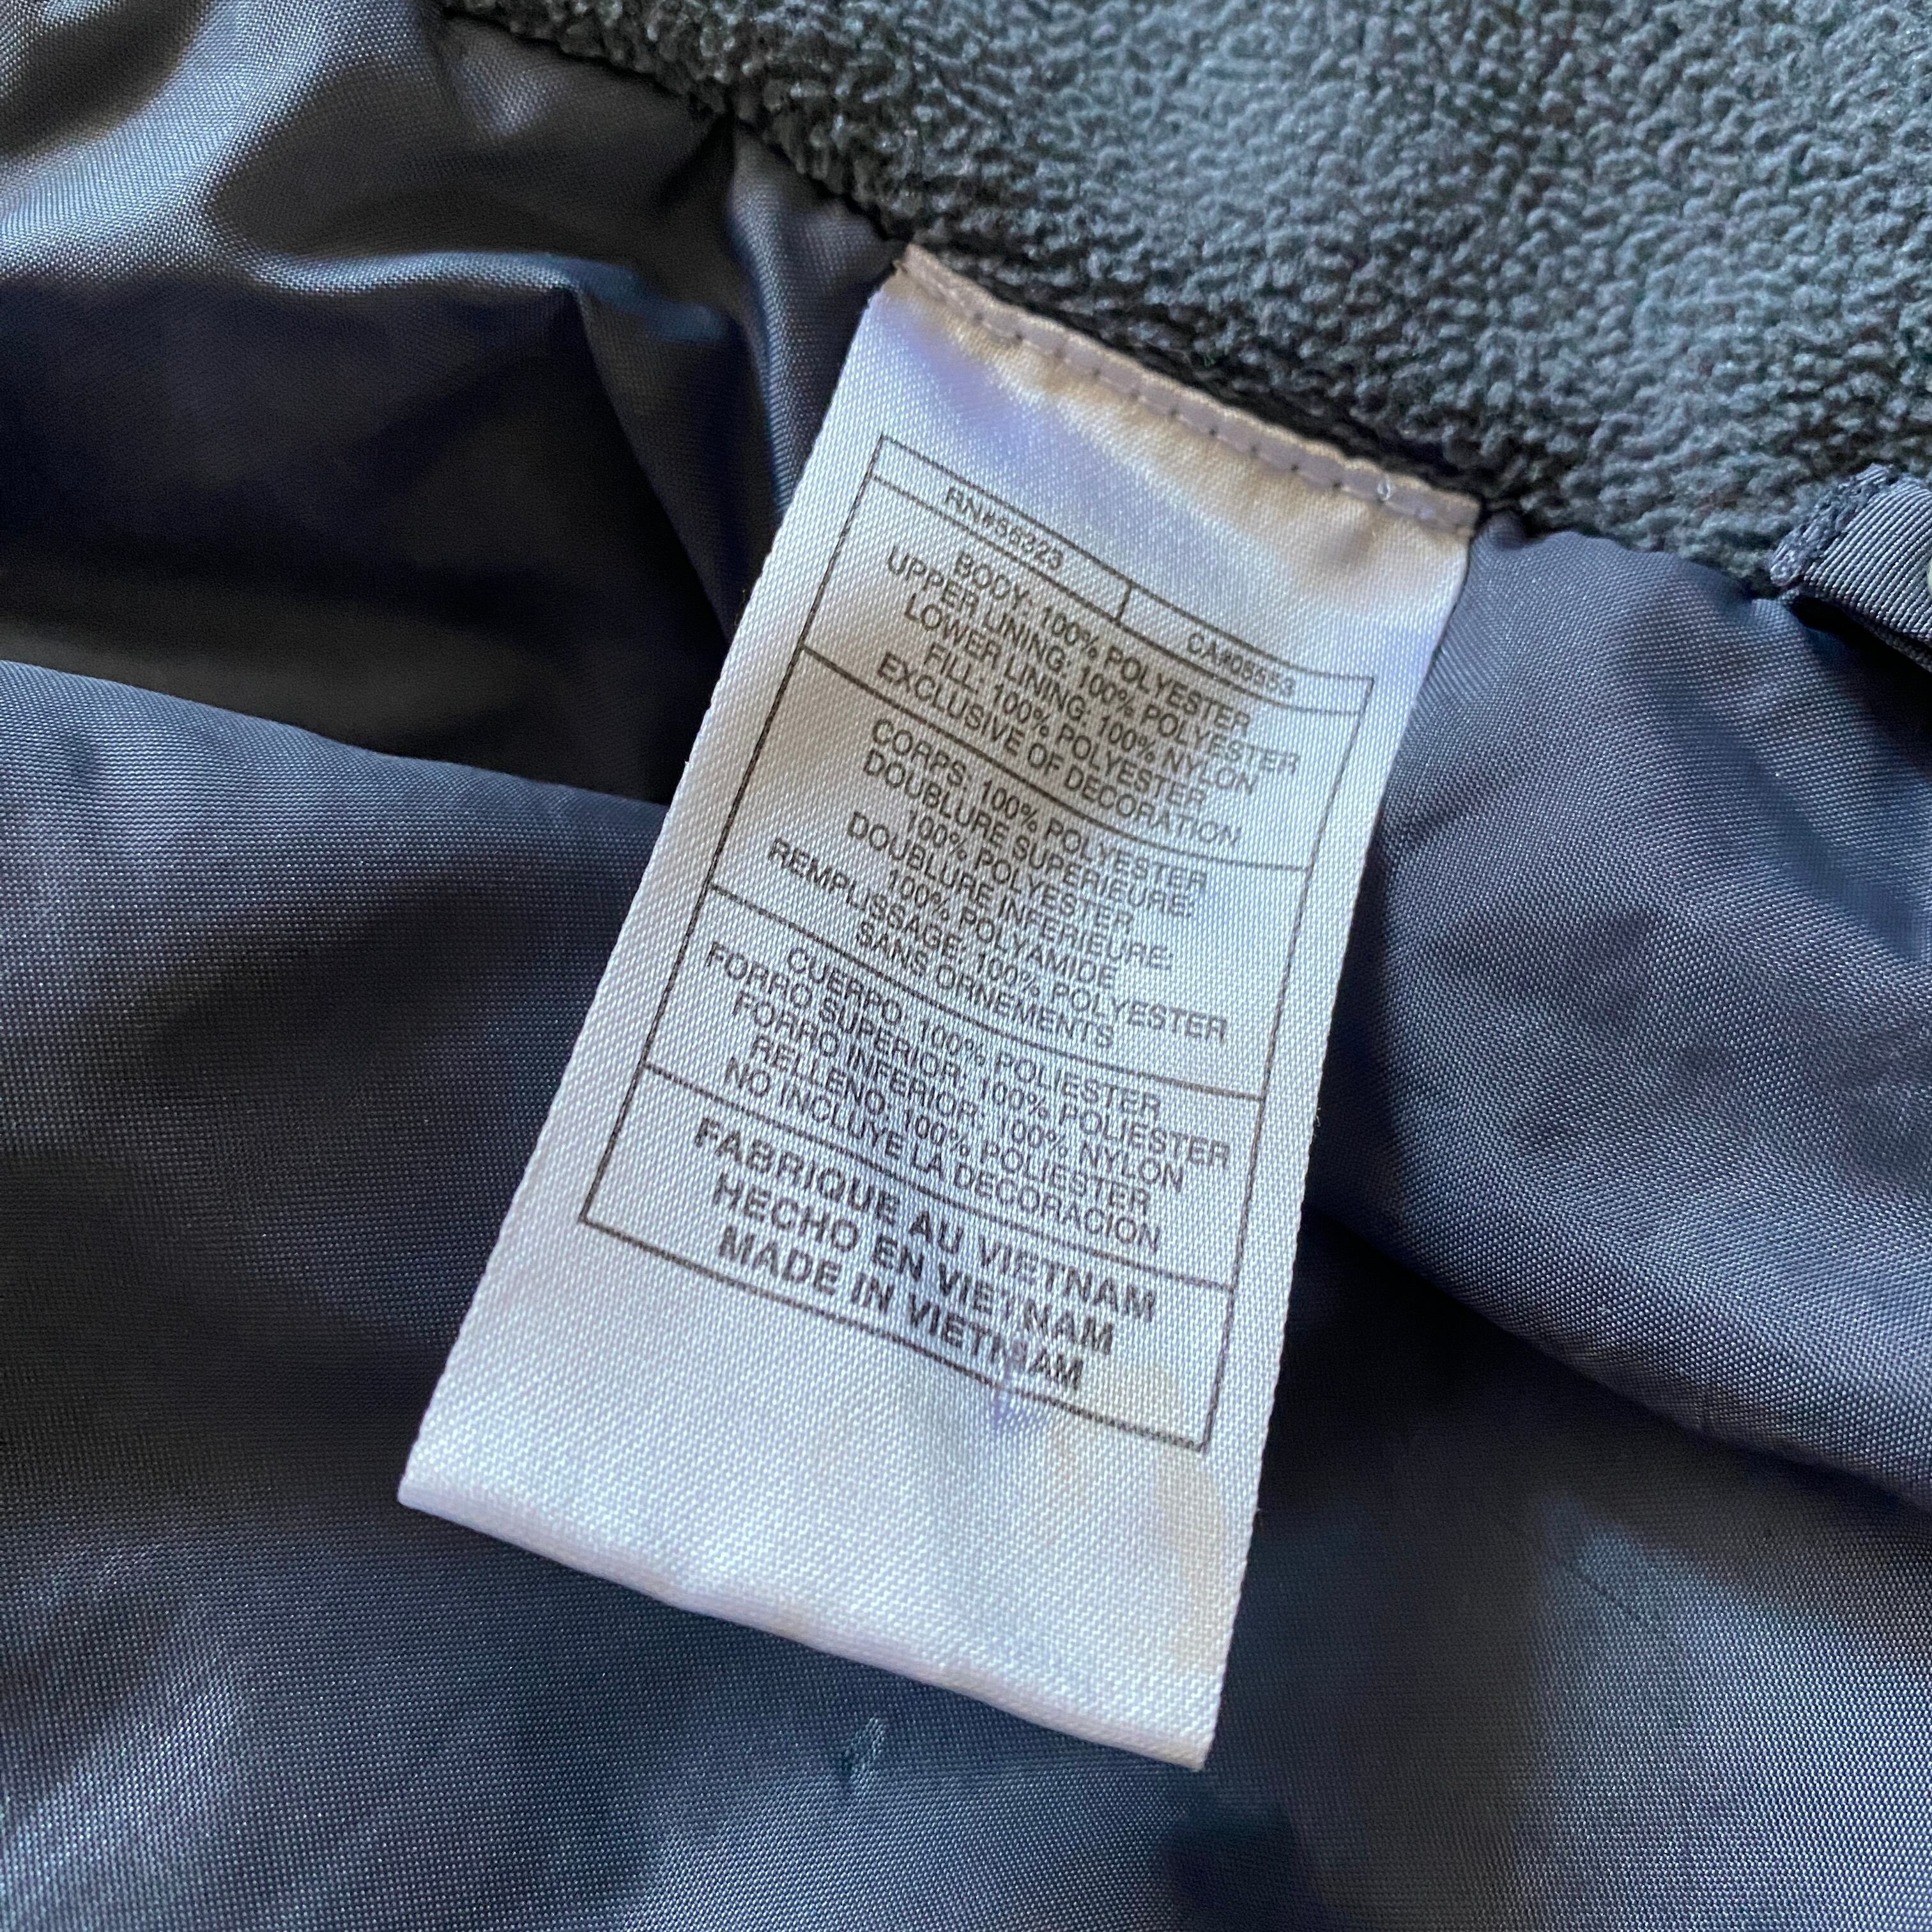 RN#55323 CA#05553
BODY: 100% POLYESTER
UPPER LINING: 100% POLYESTER
LOWER LINING: 100% NYLON
FILL: 100% POLYESTER
EXCLUSIVE OF DECORATION
CORPS: 100% POLYESTER
DOUBLURE SUPERIEURE:
100% POLYESTER
DOUBLURE INFERIEURE:
100% POLYAMIDE
REMPLISSAGE: 100% POLYESTER
SANS ORNEMENTS
CUERPO: 100% POLIESTER
FORRO SUPERIOR: 100% POLIESTER
FORRO INFERIOR: 100% NYLON
RELLENO: 100% POLIESTER
NO INCLUYE LA DECORACION
FABRIQUE AU VIETNAM
HECHO EN VIETNAM
MADE IN VIETNAM